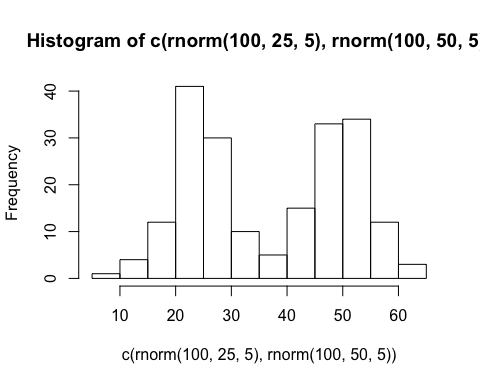 Histogram of c(rnorm(100, 25, 5), rnorm(100, 50, 5
Frequency
40
30
20
10
0
10 20 30 40 50 60
c(rnorm(100, 25, 5), rnorm(100, 50, 5))